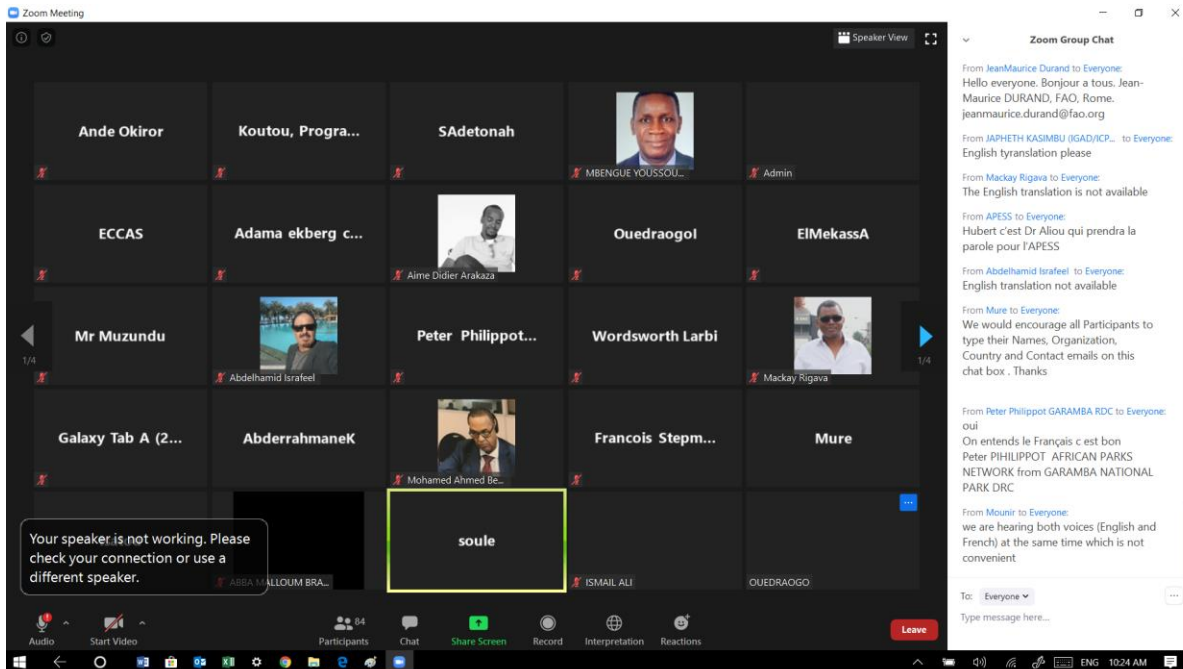 Zoom Meeting
Speaker View
Ande Okiror
Koutou, Progra...
SAdetonah
MBENGUE YOUSSOU...
Admin
ECCAS
Adama ekberg c...
Aime Didier Arakaza
Ouedraogol
ElMekassA
Mr Muzundu
Abdelhamid Israfeel
Peter Philippot...
Wordsworth Larbi
Mackay Rigava
1/4
1/4
Galaxy Tab A (2...
AbderrahmaneK
Mohamed Ahmed Be...
Francois Stepm...
Mure
Your speaker is not working. Please
check your connection or use a
different speaker.
ABBA MALLOUM BRA...
soule
ISMAIL ALI
OUEDRAOGO
Audio
Start Video
84
Participants
Chat
Share Screen
Record
Interpretation
Reactions
Leave
Zoom Group Chat
From JeanMaurice Durand to Everyone:
Hello everyone. Bonjour a tous. Jean-
Maurice DURAND, FAO, Rome.
jeanmaurice.durand@fao.org
From JAPHETH KASIMBU (IGAD/ICP... to Everyone:
English tyranslation please
From Mackay Rigava to Everyone:
The English translation is not available
From APESS to Everyone:
Hubert c'est Dr Aliou qui prendra la
parole pour l'APESS
From Abdelhamid Israfeel to Everyone:
English translation not available
From Mure to Everyone:
We would encourage all Participants to
type their Names, Organization,
Country and Contact emails on this
chat box . Thanks
From Peter Philippot GARAMBA RDC to Everyone:
oui
On entends le Français c est bon
Peter PIHILIPPOT AFRICAN PARKS
NETWORK from GARAMBA NATIONAL
PARK DRC
From Mounir to Everyone:
we are hearing both voices (English and
French) at the same time which is not
convenient
To: Everyone
Type message here...
ENG 10:24 AM